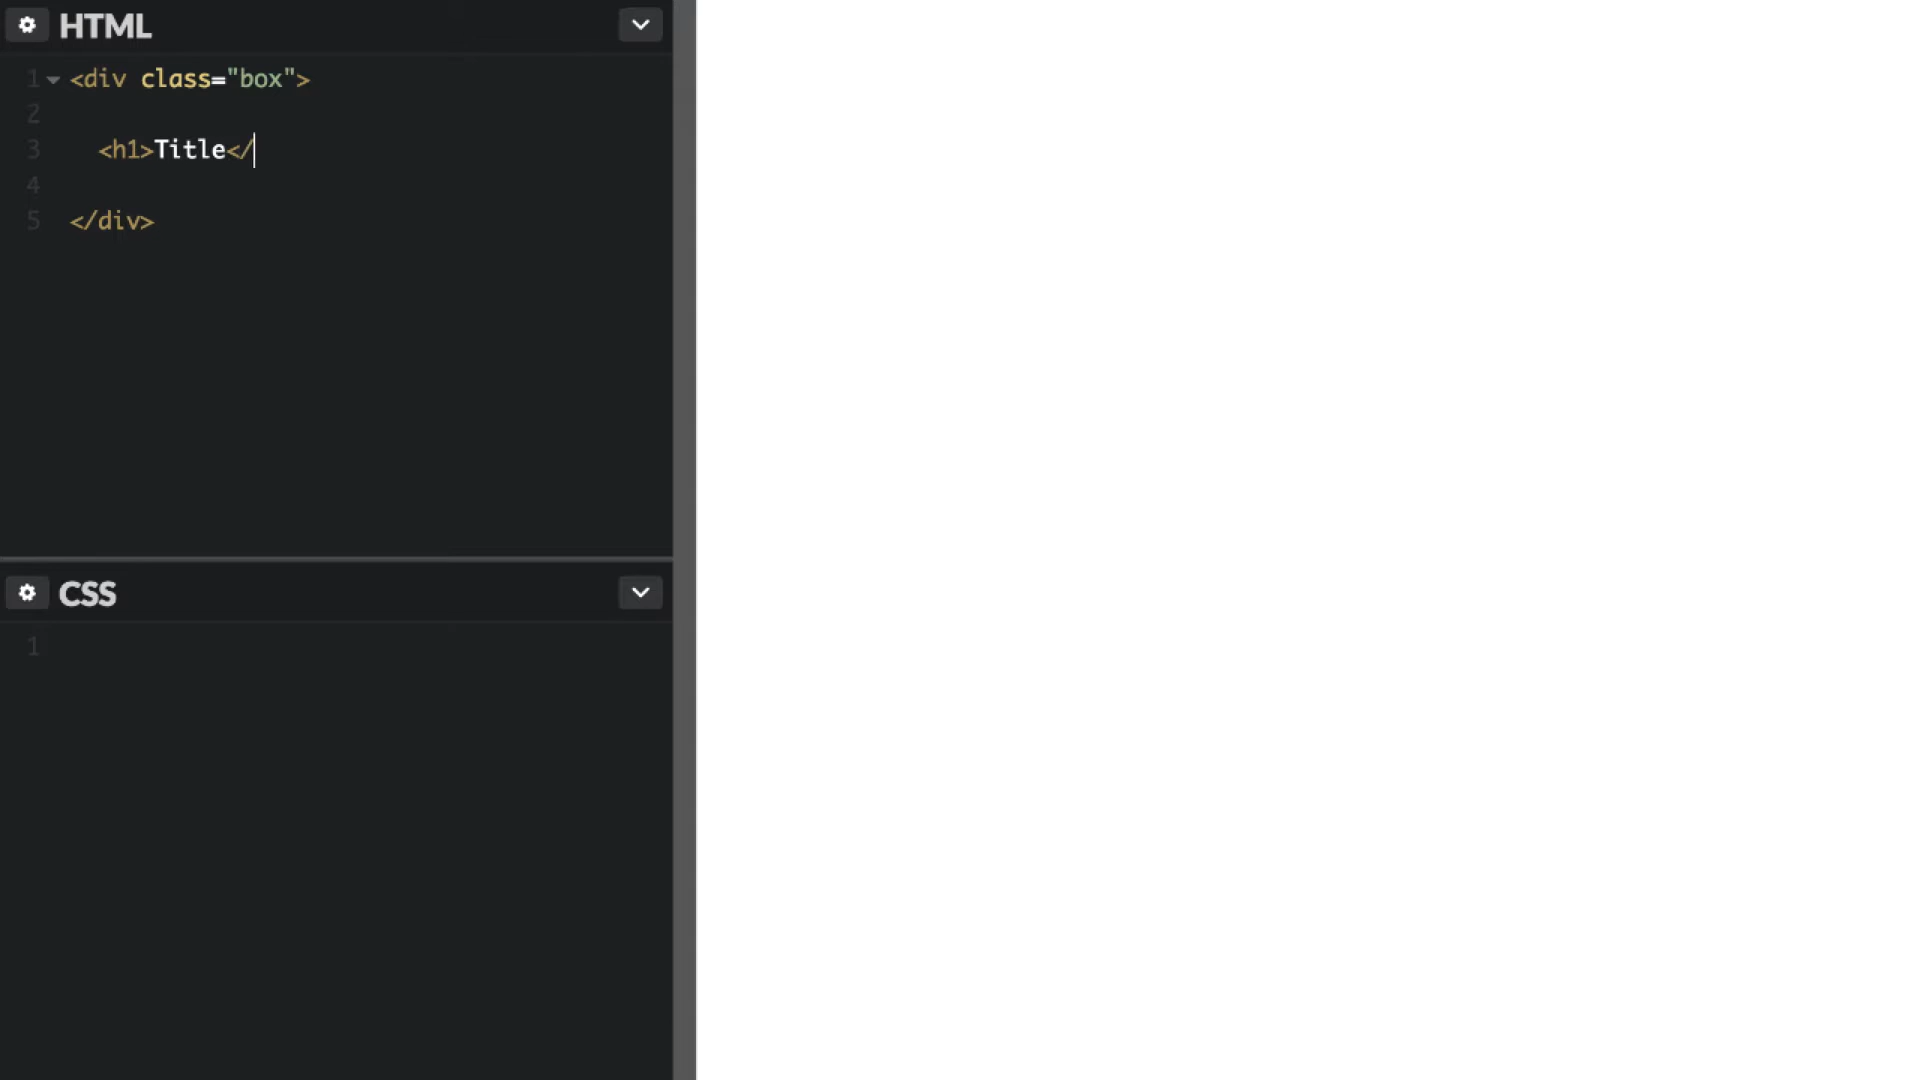 HTML
1 <div class="box">
2
3 <h1>Title</
4
5 </div>
CSS
1